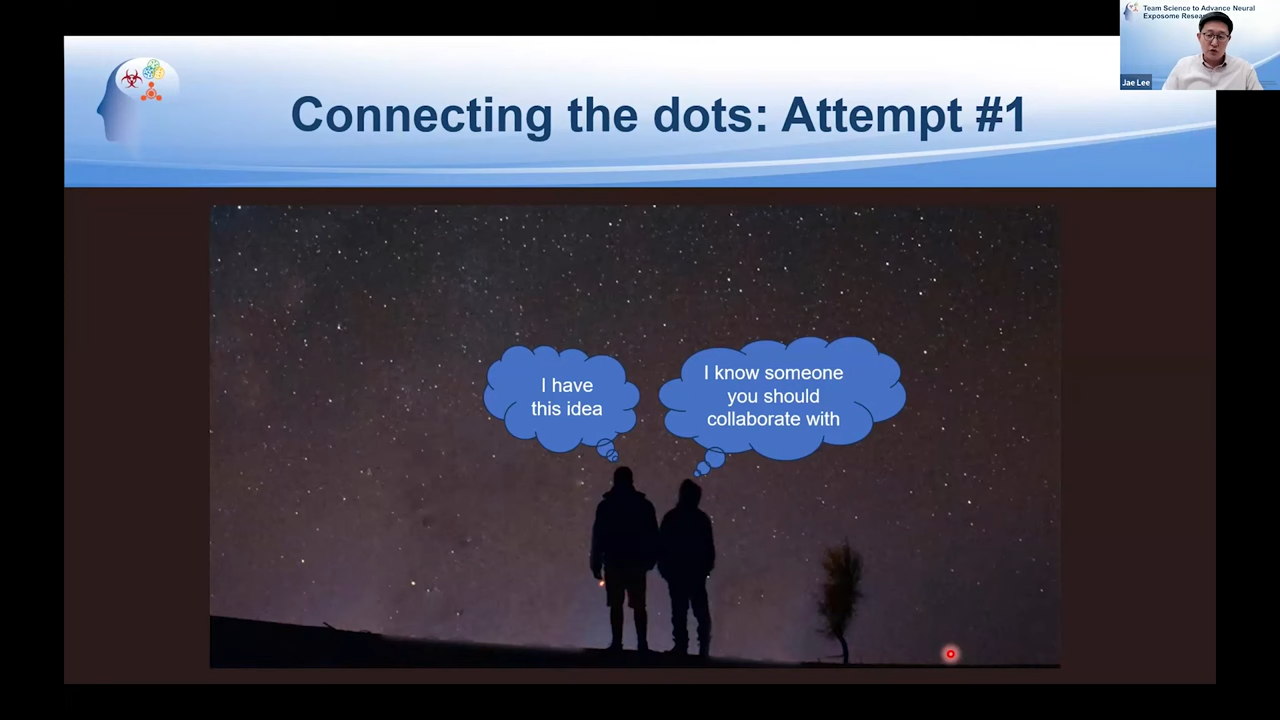 Team Science to Advance Neural
Exposome Resea
Jae Lee
Connecting the dots: Attempt #1
I have
this idea
I know someone
you should
collaborate with